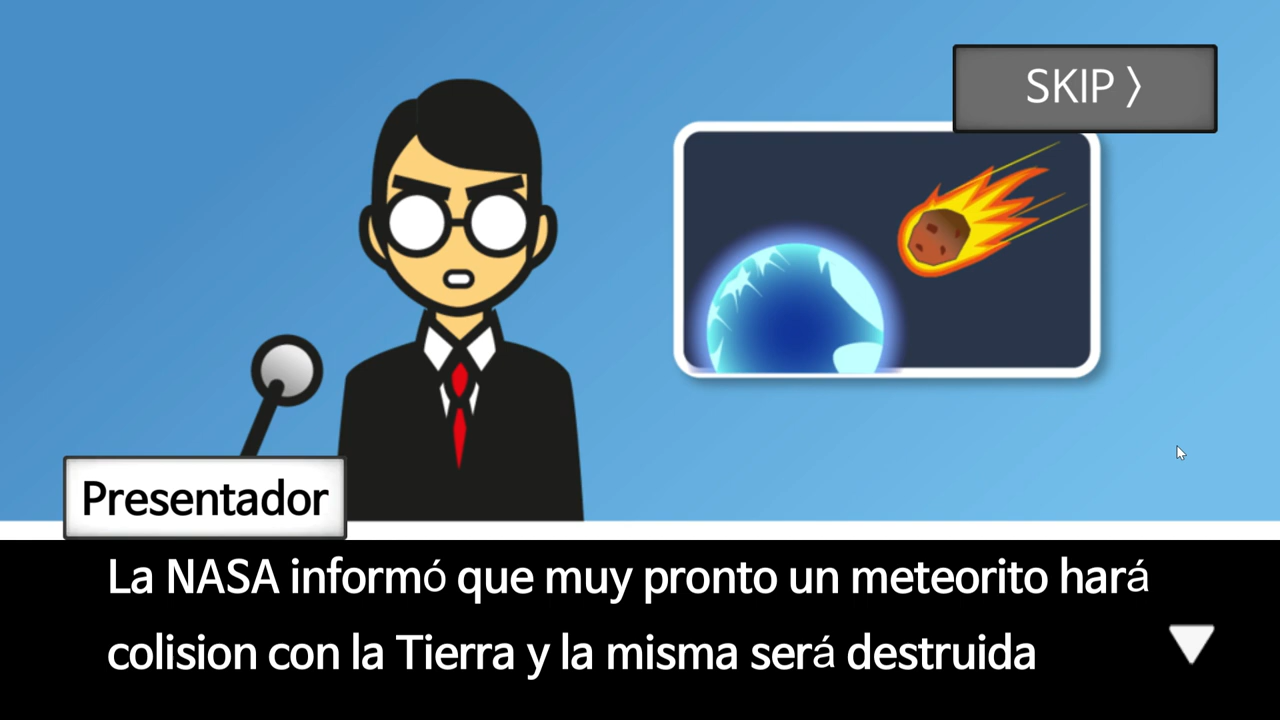 SKIP 〉
Presentador
La NASA informó que muy pronto un meteorito hará
colision con la Tierra y la misma será destruida